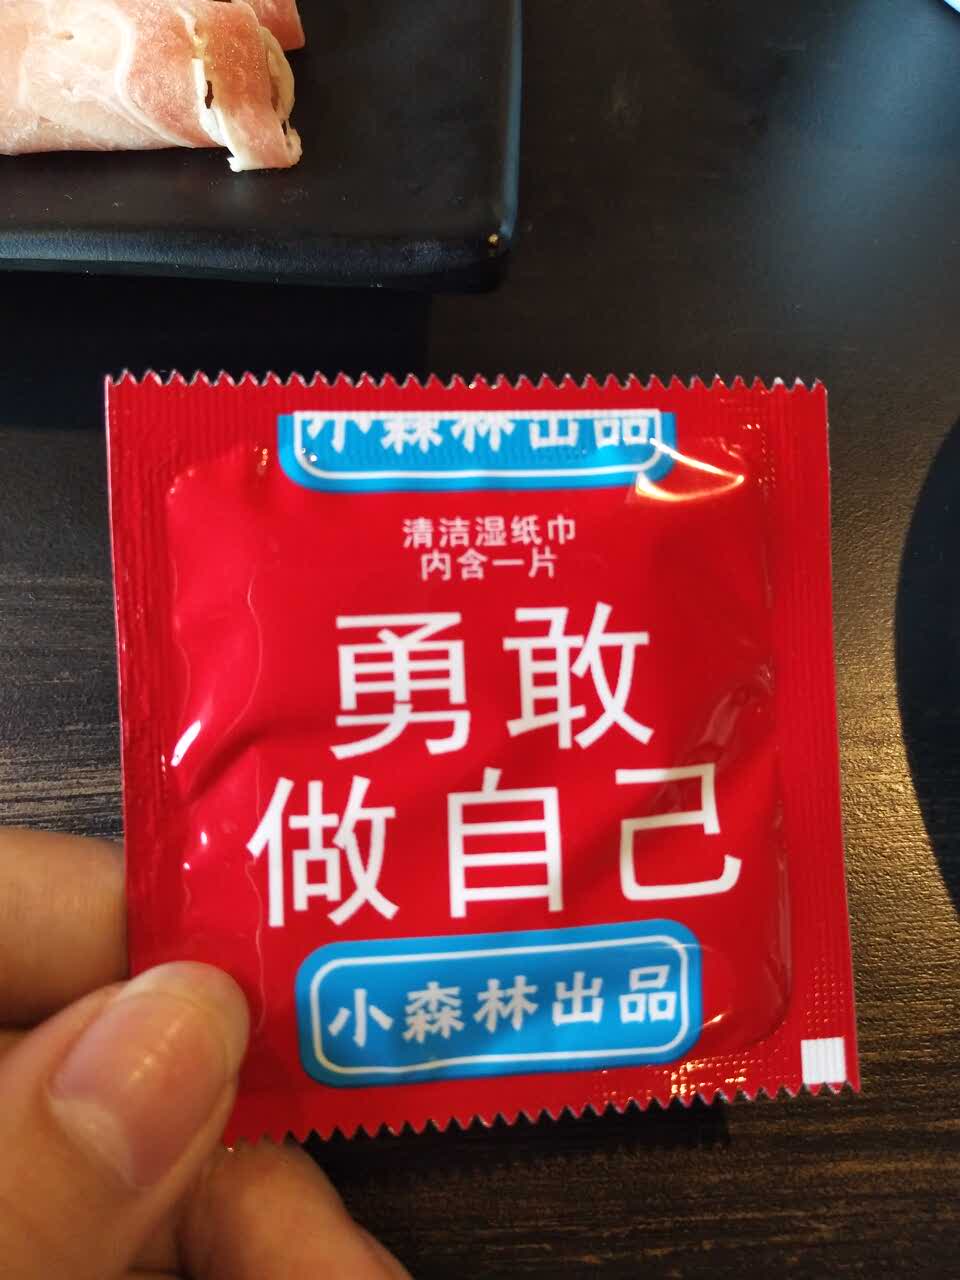 小森林出品
清洁湿纸巾
内含一片
勇敢
做自己
小森林出品